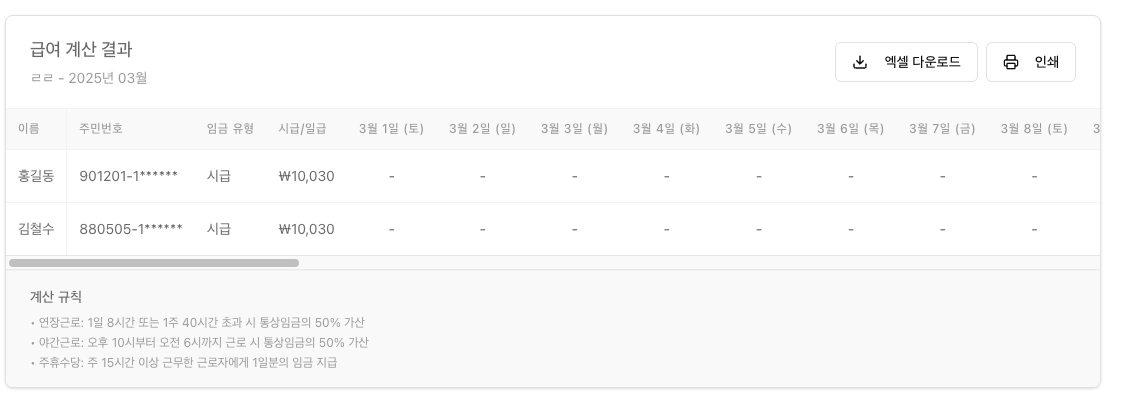 급여 계산 결과
ㄹㄹ - 2025년 03월
엑셀 다운로드
인쇄
이름 주민번호 임금 유형 시급/일급 3월 1일 (토) 3월 2일 (일) 3월 3일 (월) 3월 4일 (화) 3월 5일 (수) 3월 6일 (목) 3월 7일 (금) 3월 8일 (토) 3
홍길동 901201-1****** 시급 ₩10,030 - - - - - - - -
김철수 880505-1****** 시급 ₩10,030 - - - - - - - -
계산 규칙
• 연장근로: 1일 8시간 또는 1주 40시간 초과 시 통상임금의 50% 가산
• 야간근로: 오후 10시부터 오전 6시까지 근로 시 통상임금의 50% 가산
• 주휴수당: 주 15시간 이상 근무한 근로자에게 1일분의 임금 지급